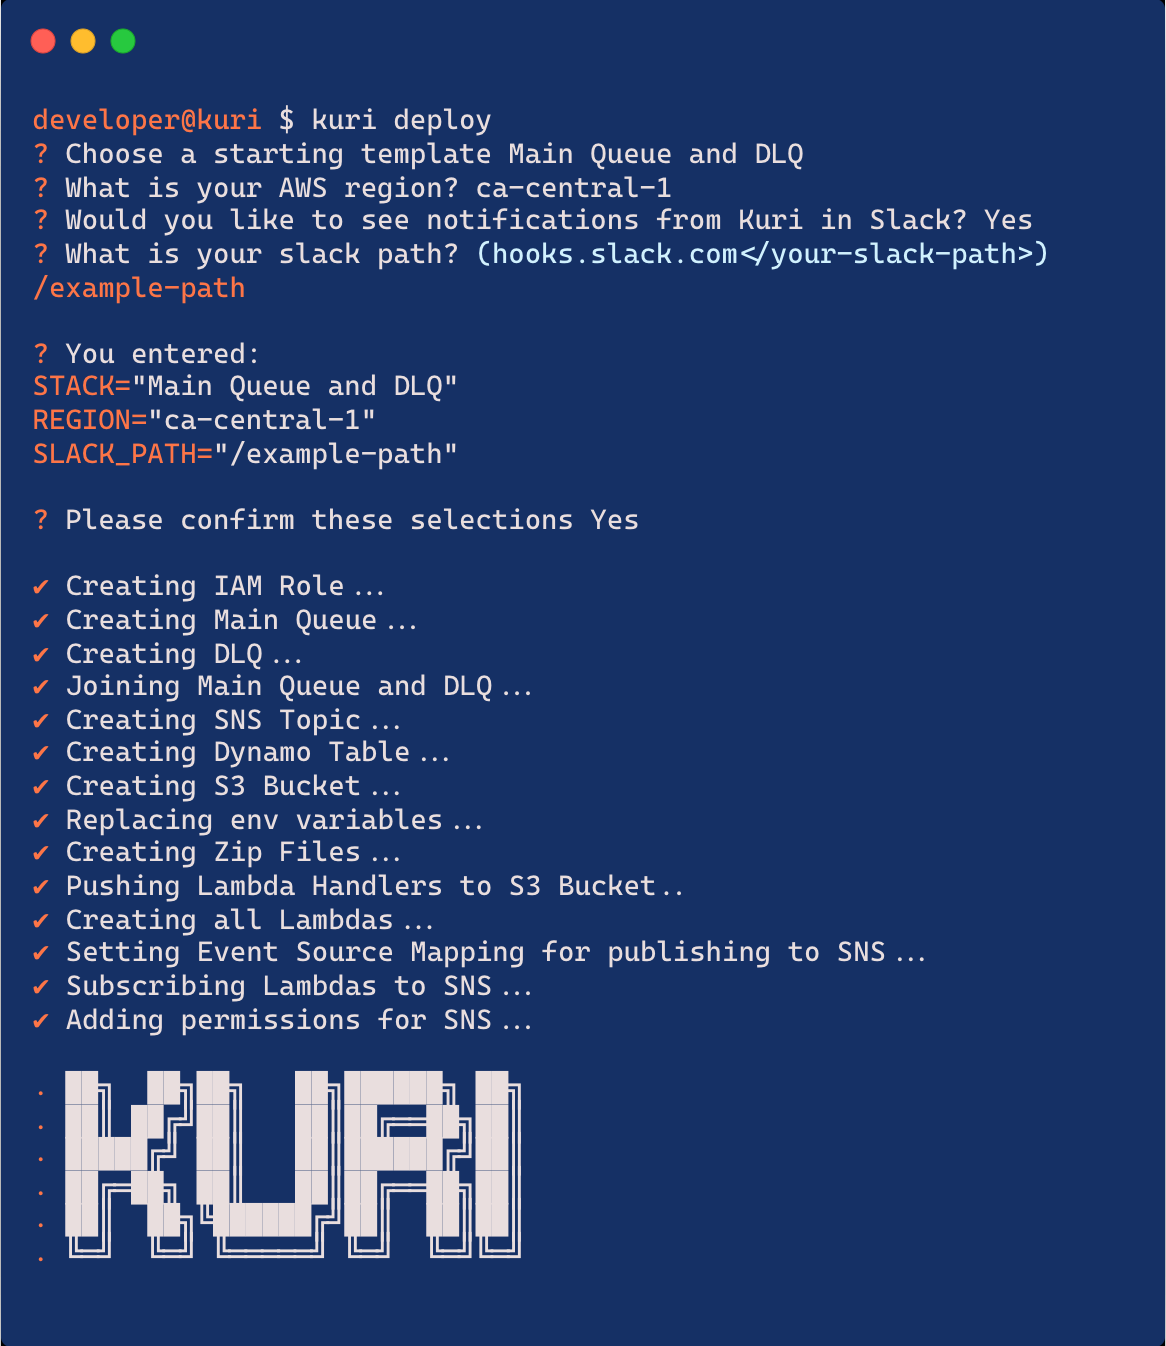 developer@kuri $ kuri deploy
? Choose a starting template Main Queue and DLQ
? What is your AWS region? ca-central-1
? Would you like to see notifications from Kuri in Slack? Yes
? What is your slack path? (hooks.slack.com</your-slack-path>)
/example-path
? You entered:
STACK="Main Queue and DLQ"
REGION="ca-central-1"
SLACK_PATH="/example-path"
? Please confirm these selections Yes
✔ Creating IAM Role...
✔ Creating Main Queue...
✔ Creating DLQ...
✔ Joining Main Queue and DLQ...
✔ Creating SNS Topic...
✔ Creating Dynamo Table...
✔ Creating S3 Bucket...
✔ Replacing env variables...
✔ Creating Zip Files...
✔ Pushing Lambda Handlers to S3 Bucket..
✔ Creating all Lambdas...
✔ Setting Event Source Mapping for publishing to SNS...
✔ Subscribing Lambdas to SNS...
✔ Adding permissions for SNS...
KURI